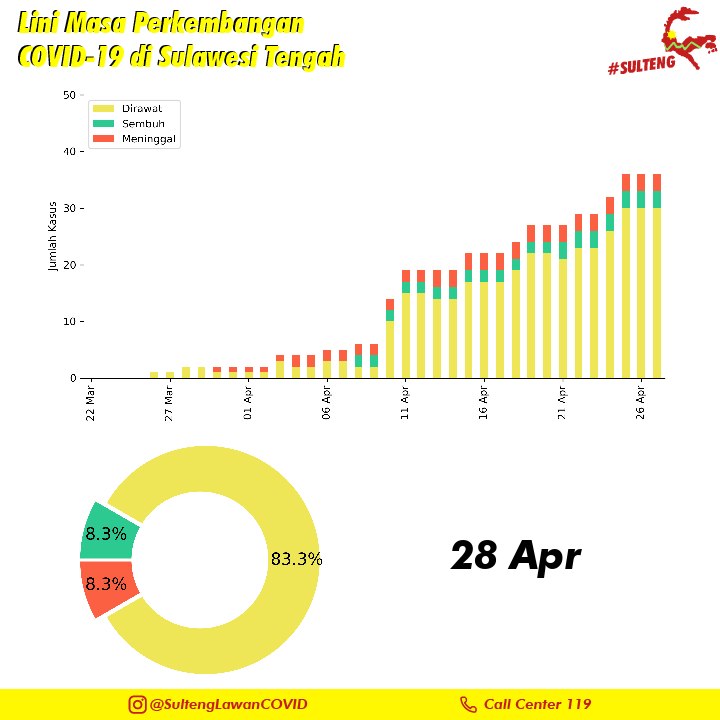 Lini Masa Perkembangan
COVID-19 di Sulawesi Tengah
#SULTENG
50
40
30
20
10
0
Jumlah Kasus
Dirawat
Sembuh
Meninggal
22 Mar
27 Mar
01 Apr
06 Apr
11 Apr
16 Apr
21 Apr
26 Apr
8.3%
8.3%
83.3%
28 Apr
@SultengLawanCOVID
Call Center 119